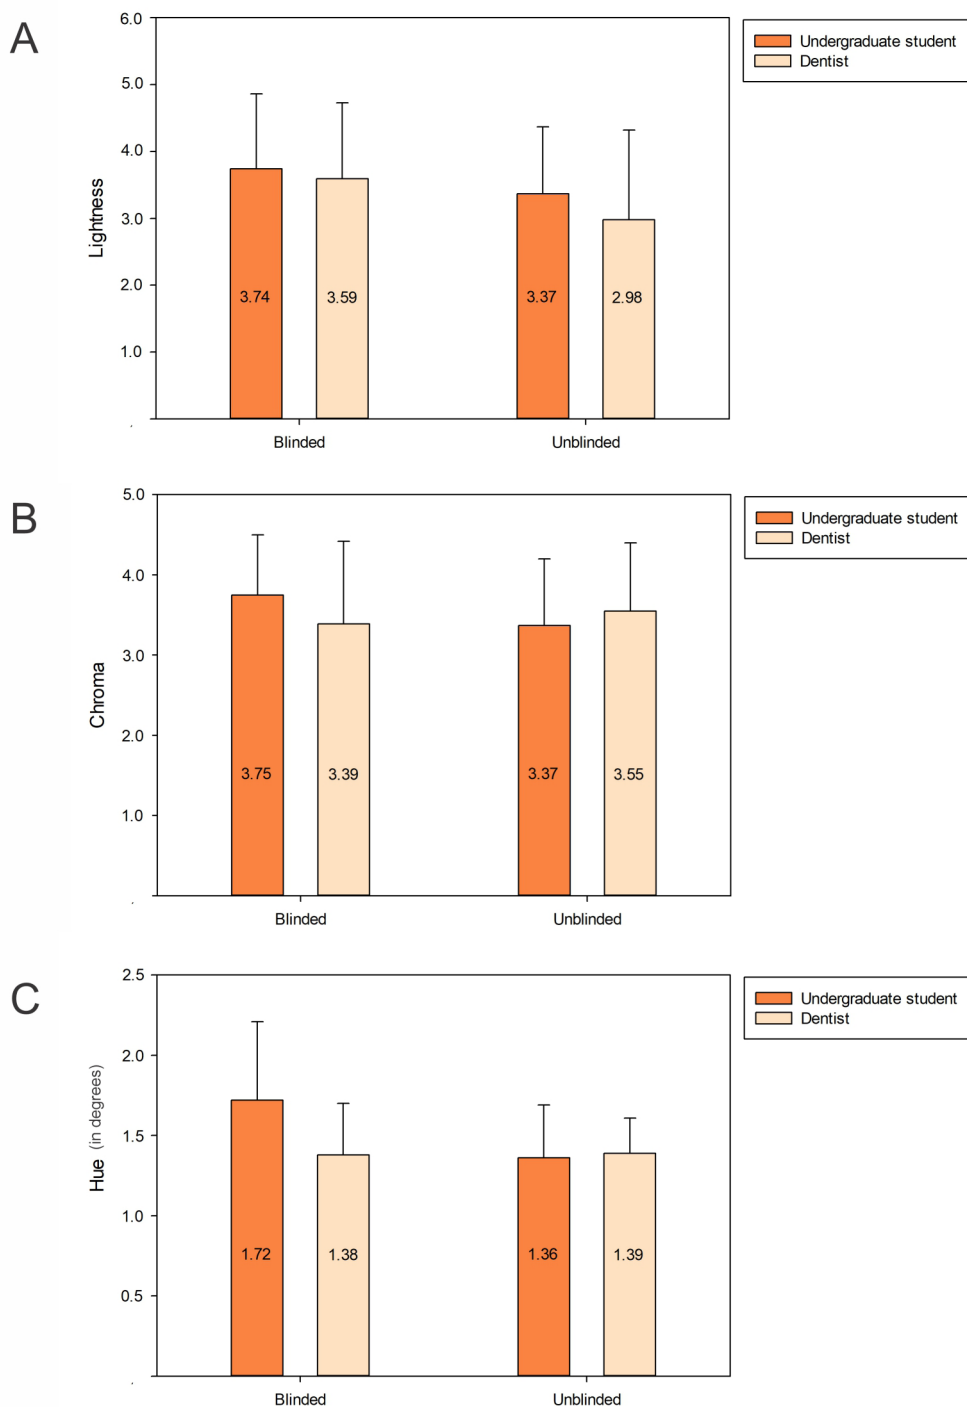 A
6.0
Undergraduate student
Dentist
5.0
4.0
3.0
2.0
1.0
Lightness
3.74
3.59
3.37
2.98
Blinded
Unblinded
B
5.0
Undergraduate student
Dentist
4.0
3.0
2.0
1.0
Chroma
3.75
3.39
3.37
3.55
Blinded
Unblinded
C
2.5
Undergraduate student
Dentist
2.0
1.5
1.0
0.5
Hue (in degrees)
1.72
1.38
1.36
1.39
Blinded
Unblinded